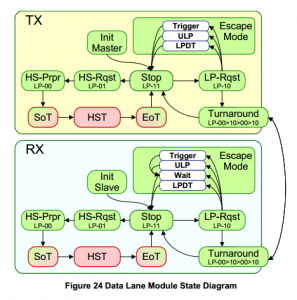 TX
Init
Master
Trigger
ULP
LPDT
Escape
Mode
HS-Prpr
LP-00
HS-Rqst
LP-01
Stop
LP-11
LP-Rqst
LP-10
SoT
HST
EoT
Turnaround
LP-00>10>00>10
RX
Init
Slave
Trigger
ULP
Wait
LPDT
Escape
Mode
HS-Prpr
LP-00
HS-Rqst
LP-01
Stop
LP-11
LP-Rqst
LP-10
SoT
HST
EoT
Turnaround
LP-00>10>00>10
Figure 24 Data Lane Module State Diagram